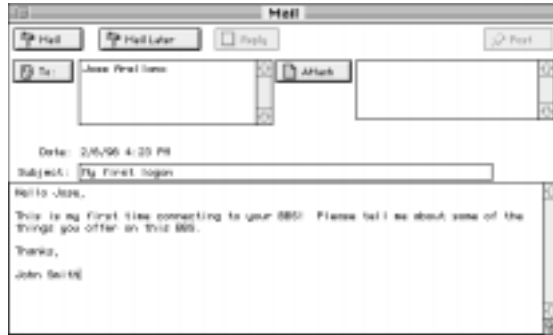 Mail
Mail Mail Later Reply Post
To: Jose Arellano Attach
Date: 2/6/96 4:23 PM
Subject: My first logon
Hello Jose,
This is my first time connecting to your BBS! Please tell me about some of the
things you offer on this BBS.
Thanks,
John Smith